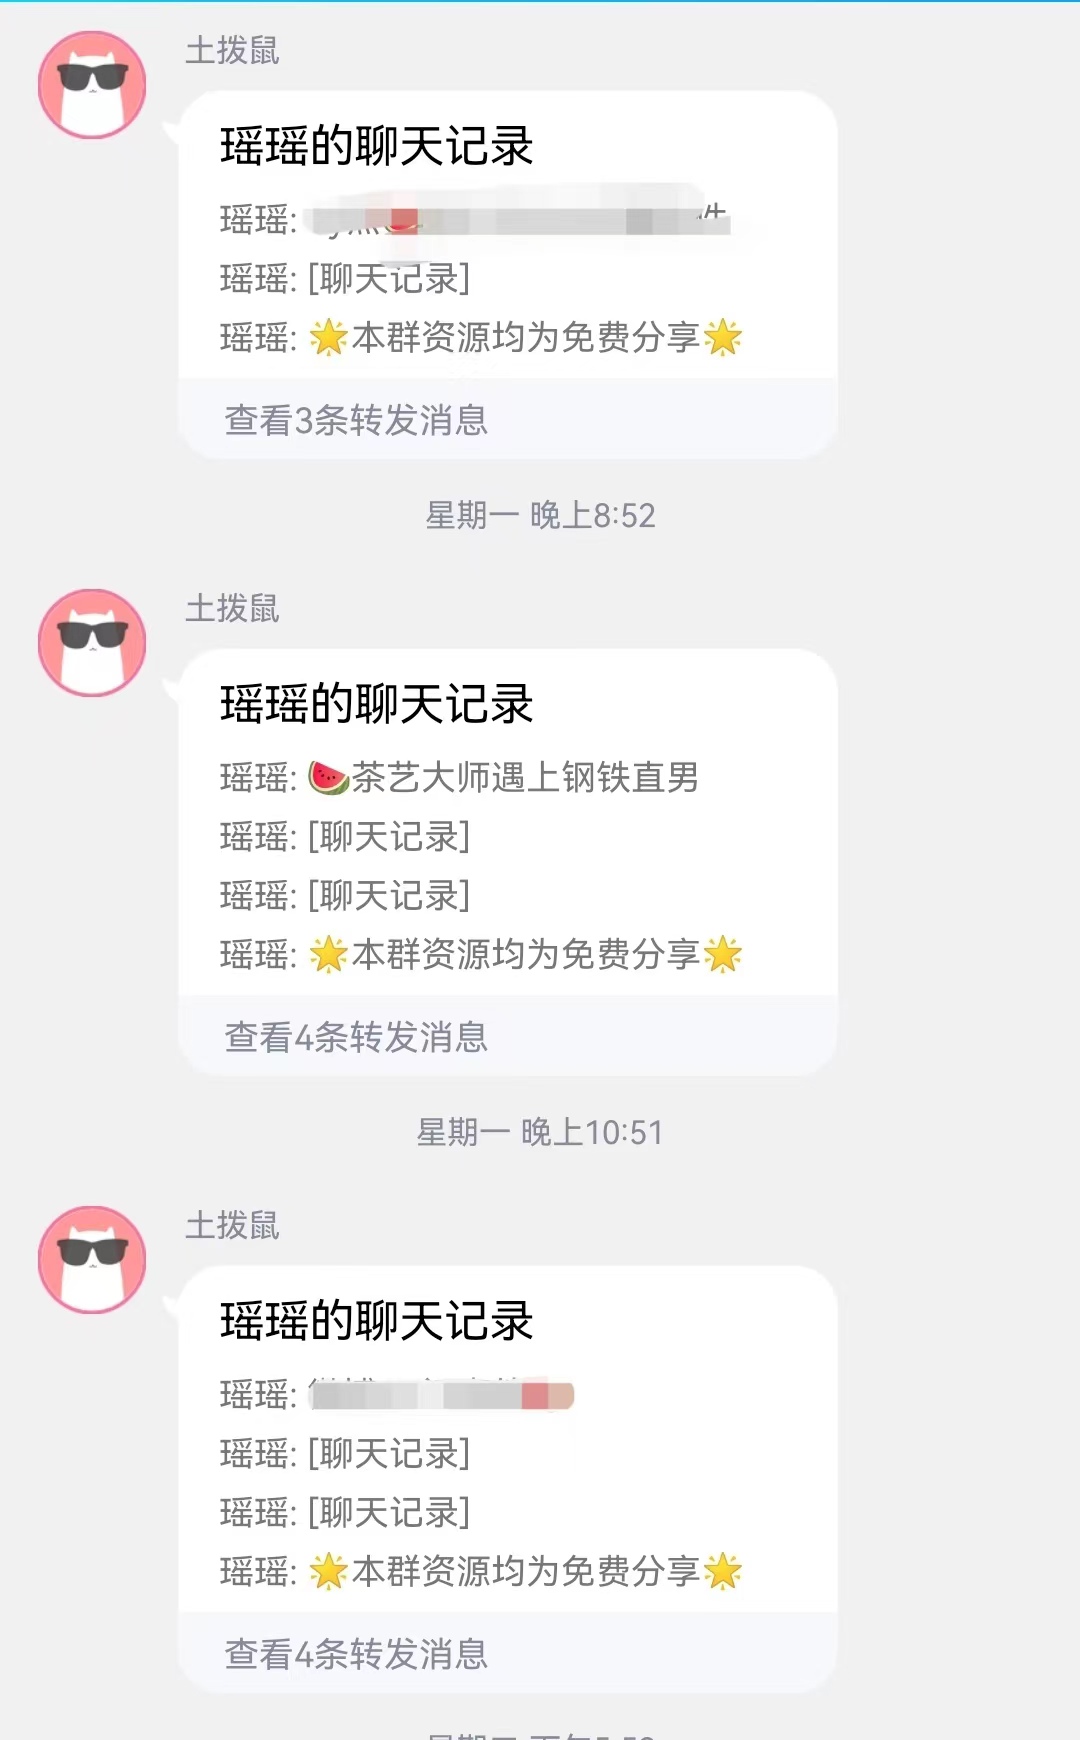 土拨鼠
瑶瑶的聊天记录
瑶瑶:
瑶瑶: [聊天记录]
瑶瑶: 🌟本群资源均为免费分享🌟
查看3条转发消息
星期一 晚上8:52
土拨鼠
瑶瑶的聊天记录
瑶瑶: 🍉茶艺大师遇上钢铁直男
瑶瑶: [聊天记录]
瑶瑶: [聊天记录]
瑶瑶: 🌟本群资源均为免费分享🌟
查看4条转发消息
星期一 晚上10:51
土拨鼠
瑶瑶的聊天记录
瑶瑶:
瑶瑶: [聊天记录]
瑶瑶: [聊天记录]
瑶瑶: 🌟本群资源均为免费分享🌟
查看4条转发消息